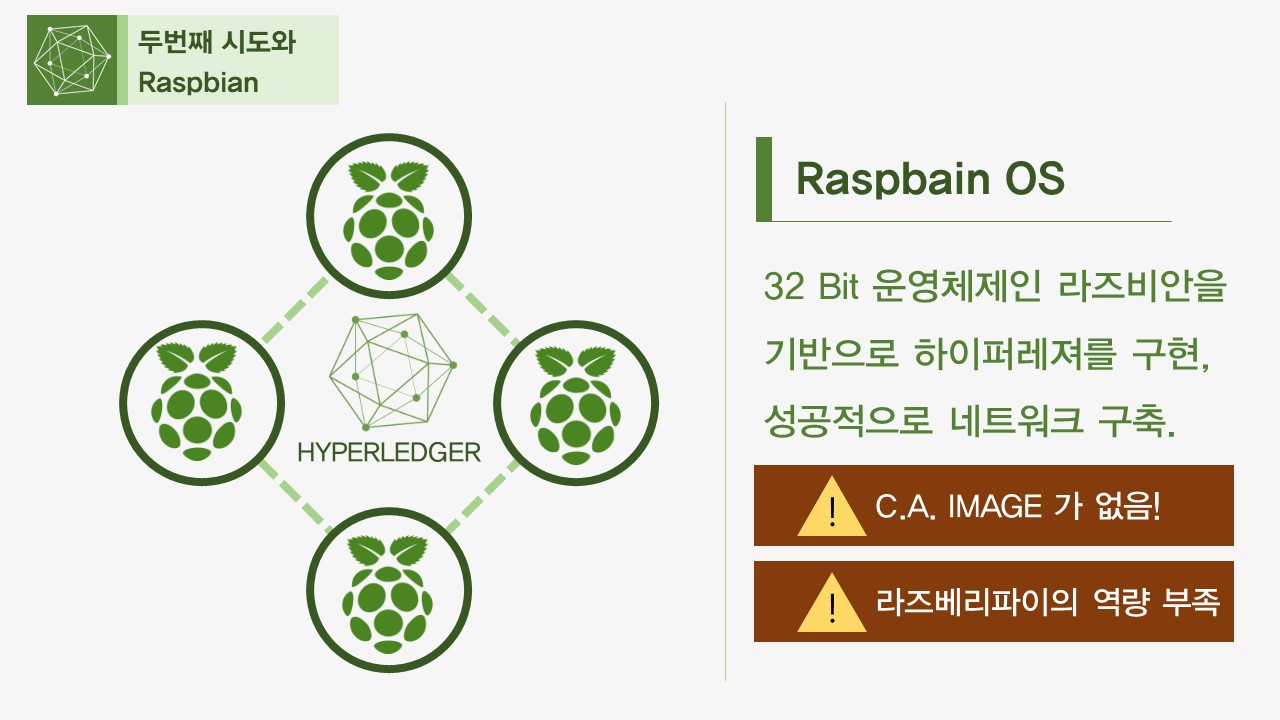 두번째 시도와
Raspbian
HYPERLEDGER
Raspbain OS
32 Bit 운영체제인 라즈비안을
기반으로 하이퍼레져를 구현,
성공적으로 네트워크 구축.
! C.A. IMAGE 가 없음!
! 라즈베리파이의 역량 부족